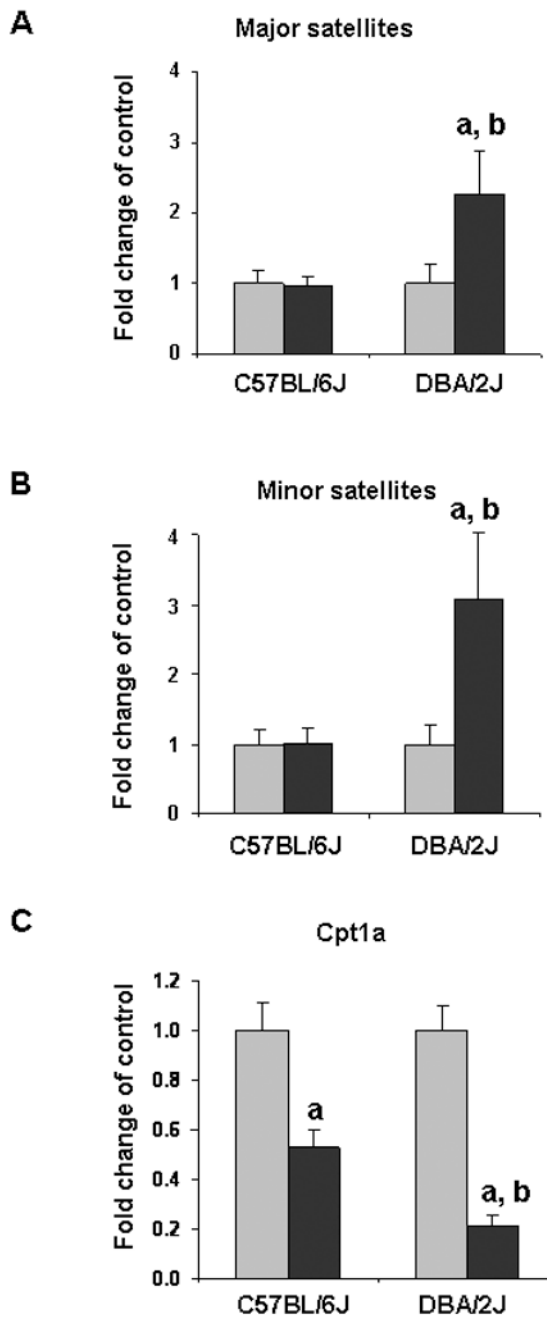 A
Major satellites
Fold change of control
4
3
2
1
0
a, b
C57BL/6J
DBA/2J
B
Minor satellites
Fold change of control
4
3
2
1
0
a, b
C57BL/6J
DBA/2J
C
Cpt1a
Fold change of control
1.2
1.0
0.8
0.6
0.4
0.2
0.0
a
a, b
C57BL/6J
DBA/2J